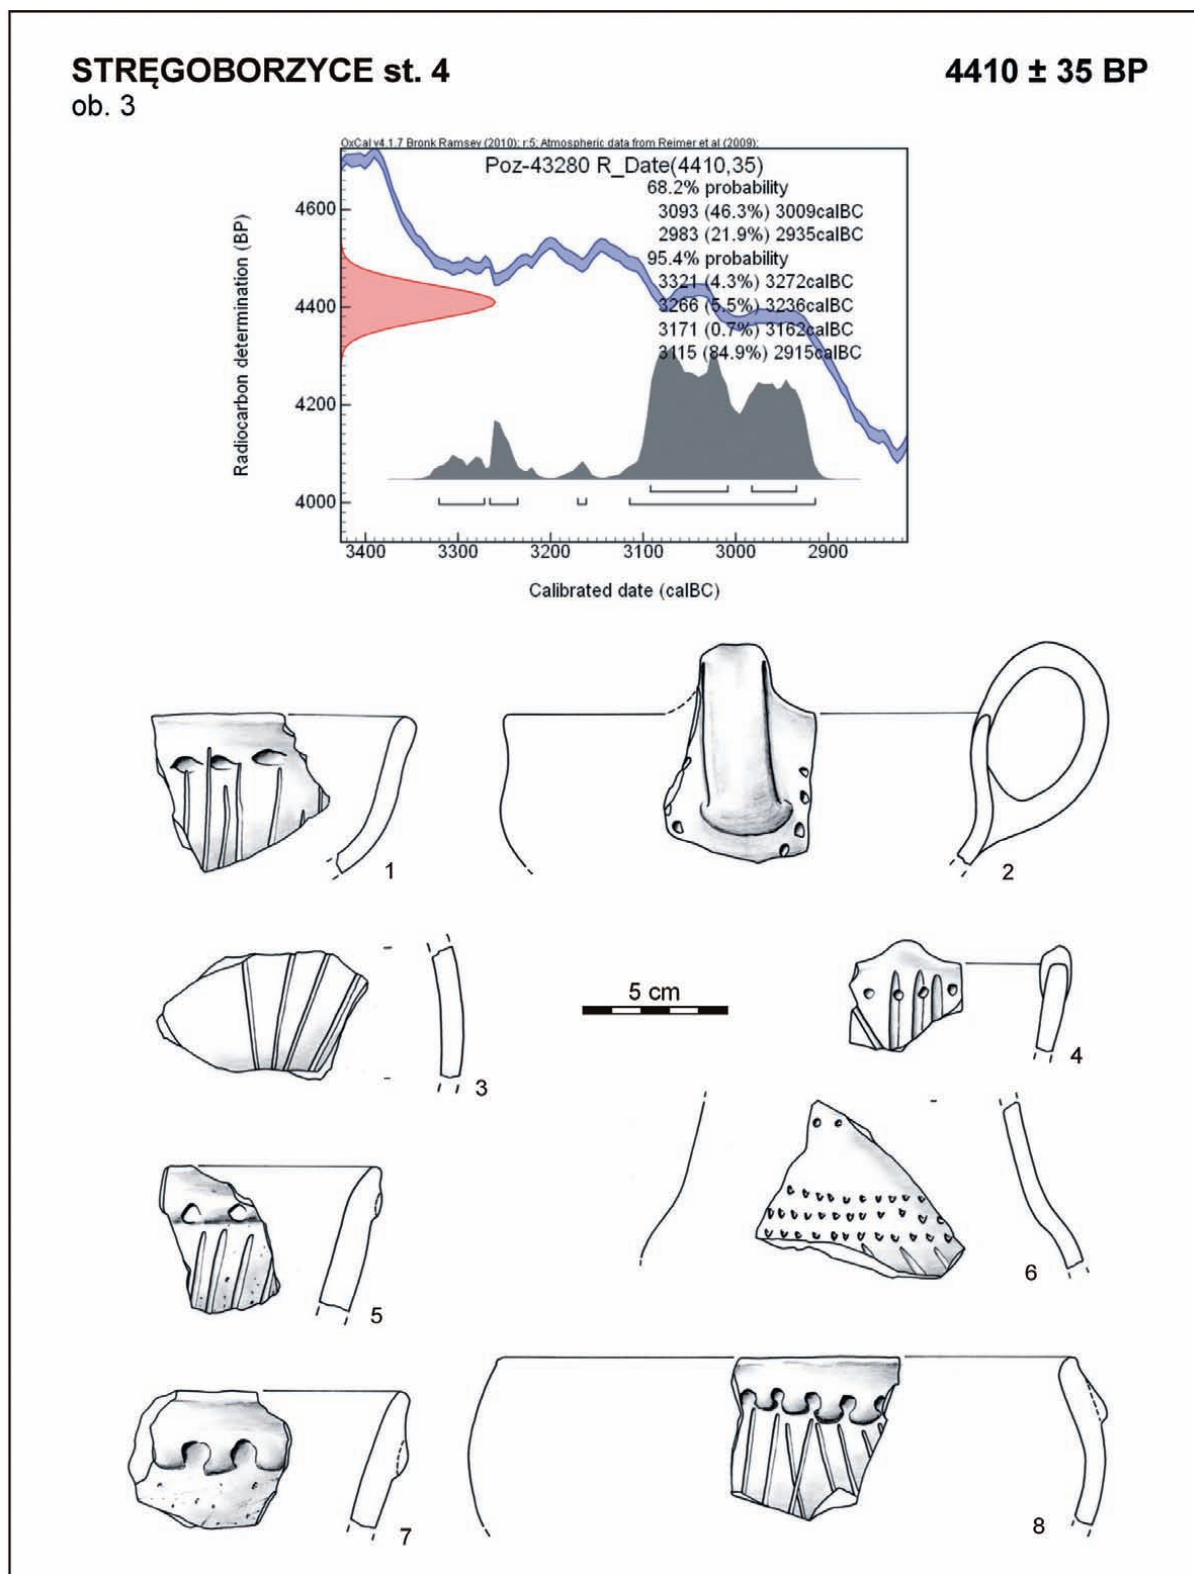 STRĘGOBORZYCE st. 4
4410 ± 35 BP
ob. 3
OxCal v4.1.7 Bronk Ramsey (2010); r:5; Atmospheric data from Reimer et al (2009);
Poz-43280 R_Date(4410,35)
68.2% probability
3093 (46.3%) 3009calBC
2983 (21.9%) 2935calBC
95.4% probability
3321 (4.3%) 3272calBC
3266 (5.5%) 3236calBC
3171 (0.7%) 3162calBC
3115 (84.9%) 2915calBC
Radiocarbon determination (BP)
4600
4400
4200
4000
3400 3300 3200 3100 3000 2900
Calibrated date (calBC)
1
2
5 cm
3
4
5
6
7
8